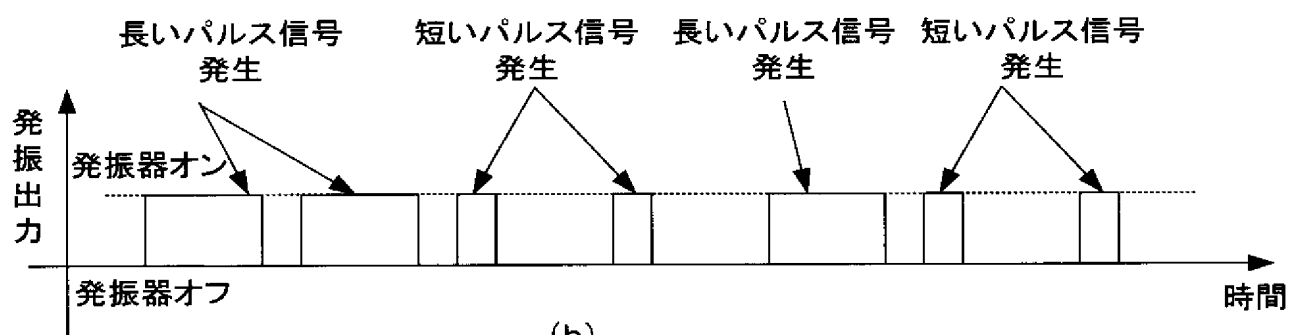 長いパルス信号
発生
短いパルス信号
発生
長いパルス信号
発生
短いパルス信号
発生
発振出力
発振器オン
発振器オフ
時間
(b)